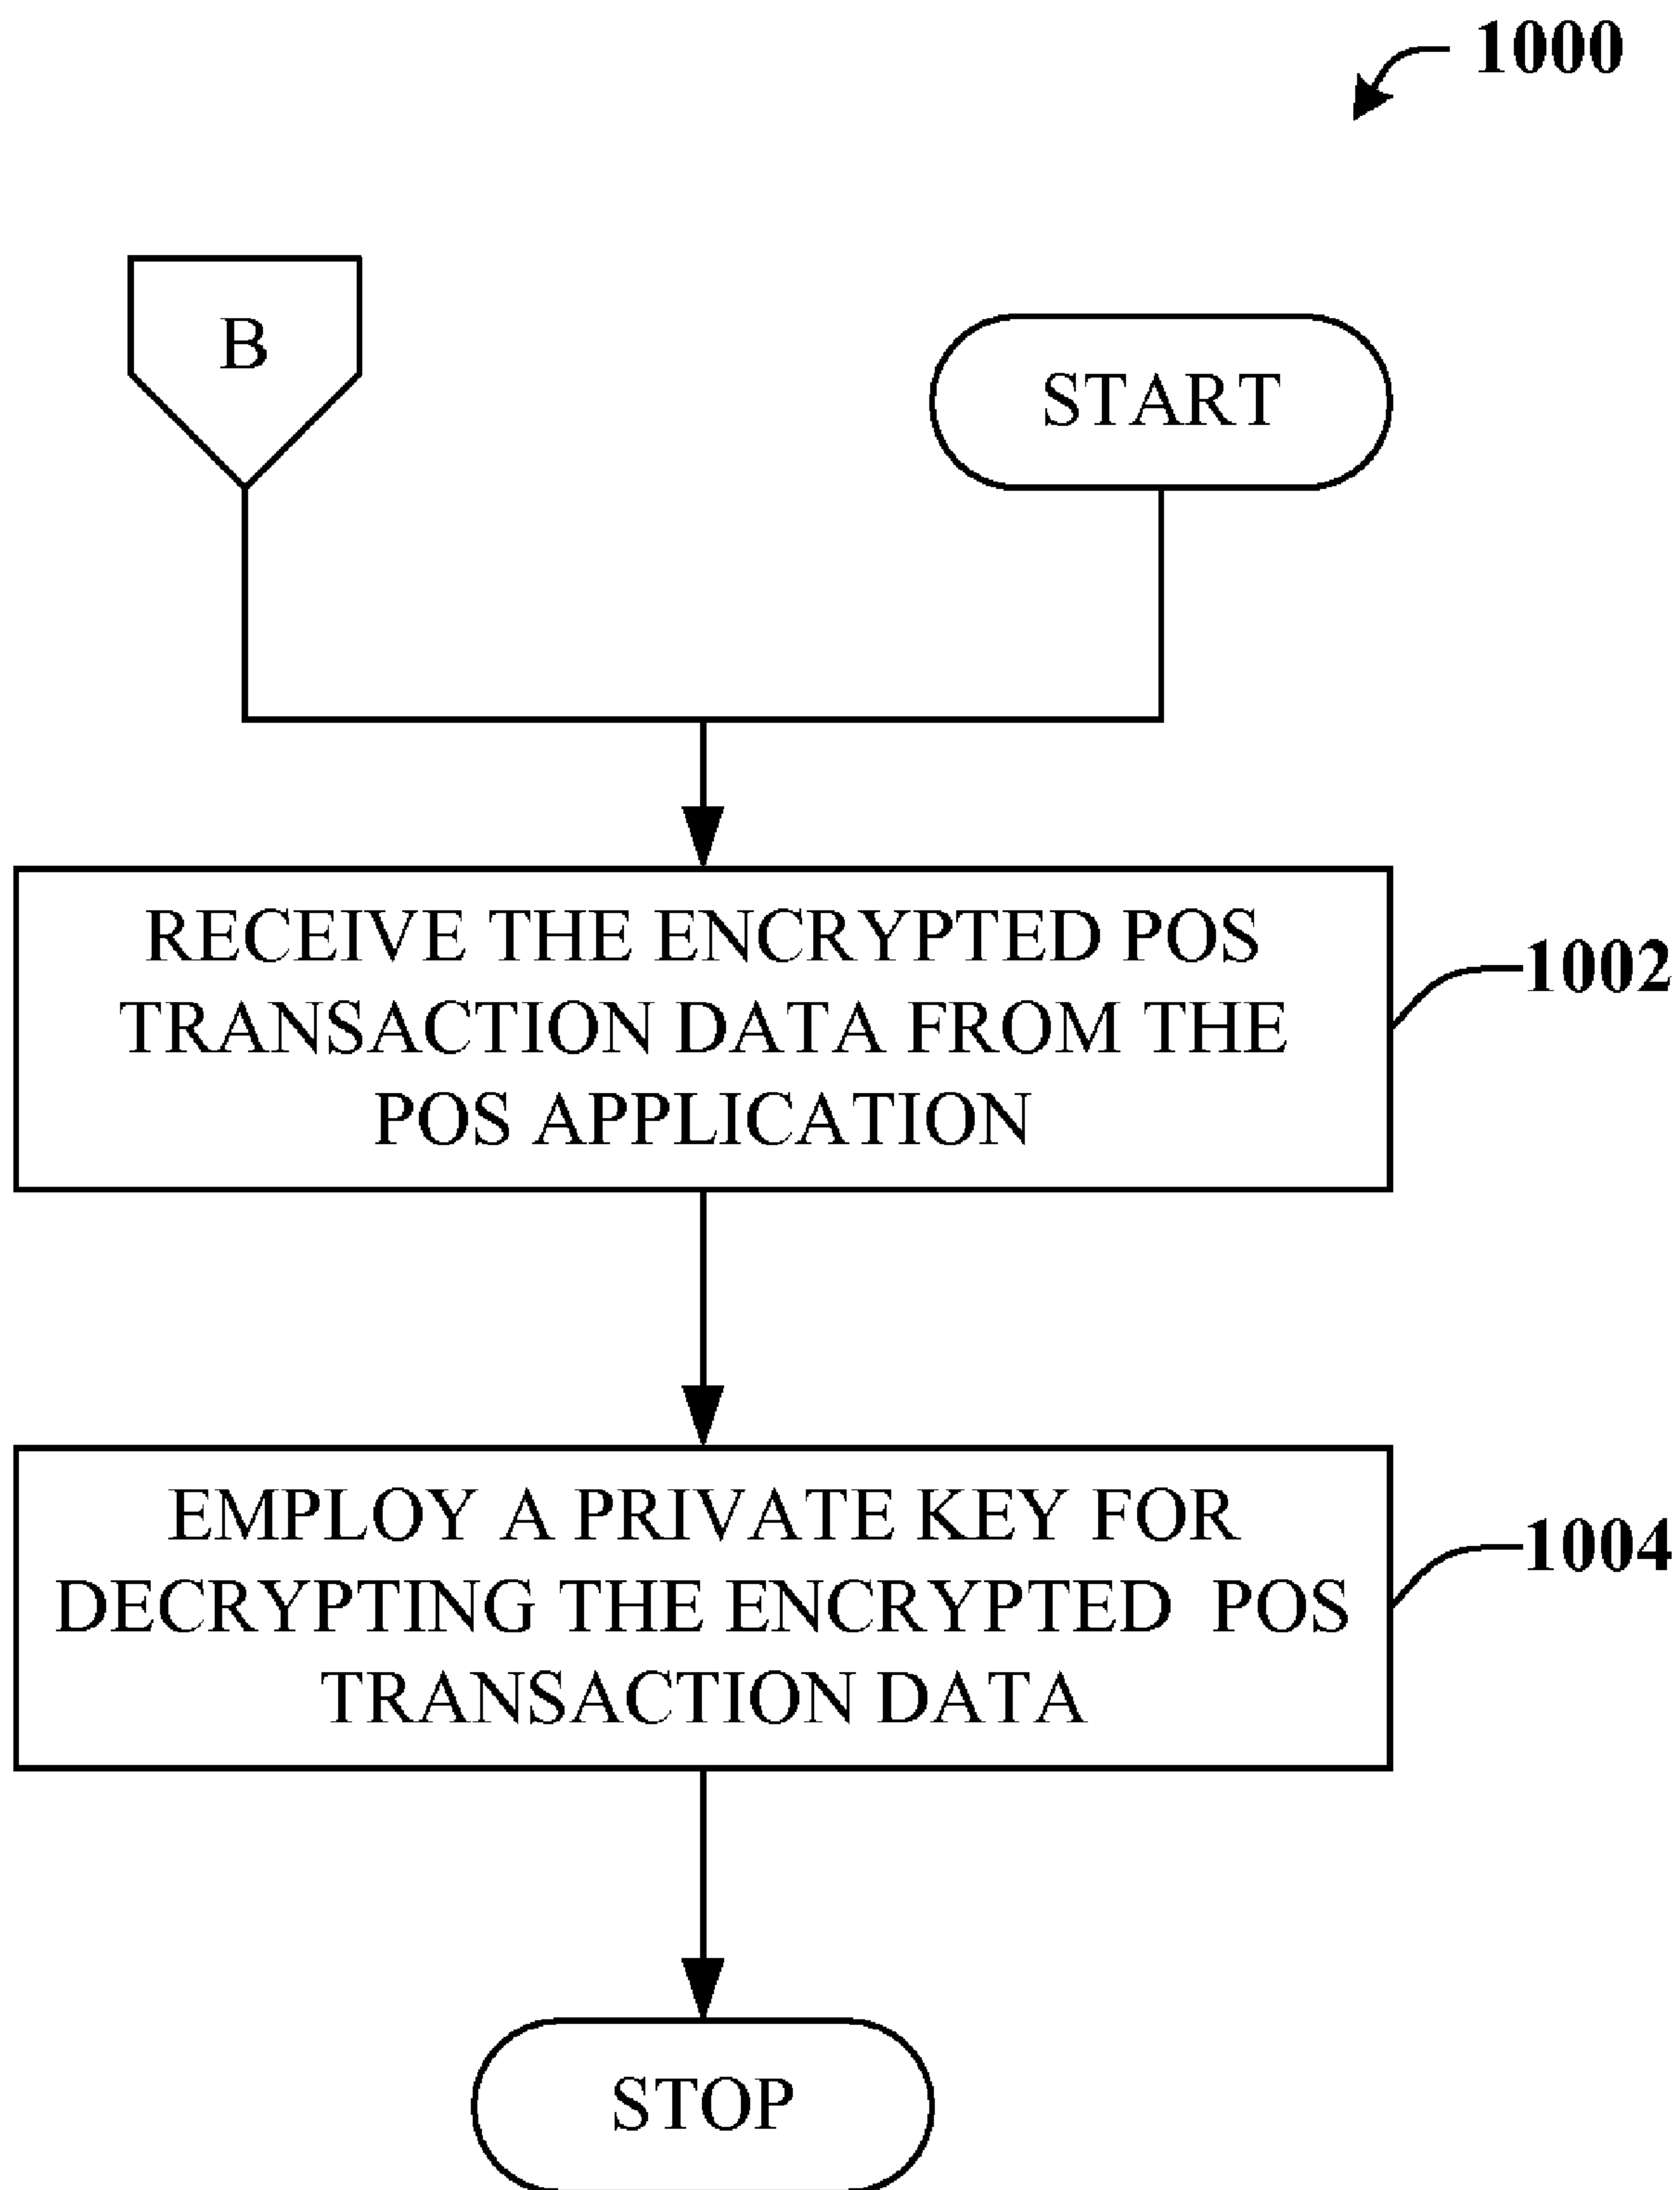 1000
B
START
RECEIVE THE ENCRYPTED POS
TRANSACTION DATA FROM THE
POS APPLICATION
1002
EMPLOY A PRIVATE KEY FOR
DECRYPTING THE ENCRYPTED POS
TRANSACTION DATA
1004
STOP